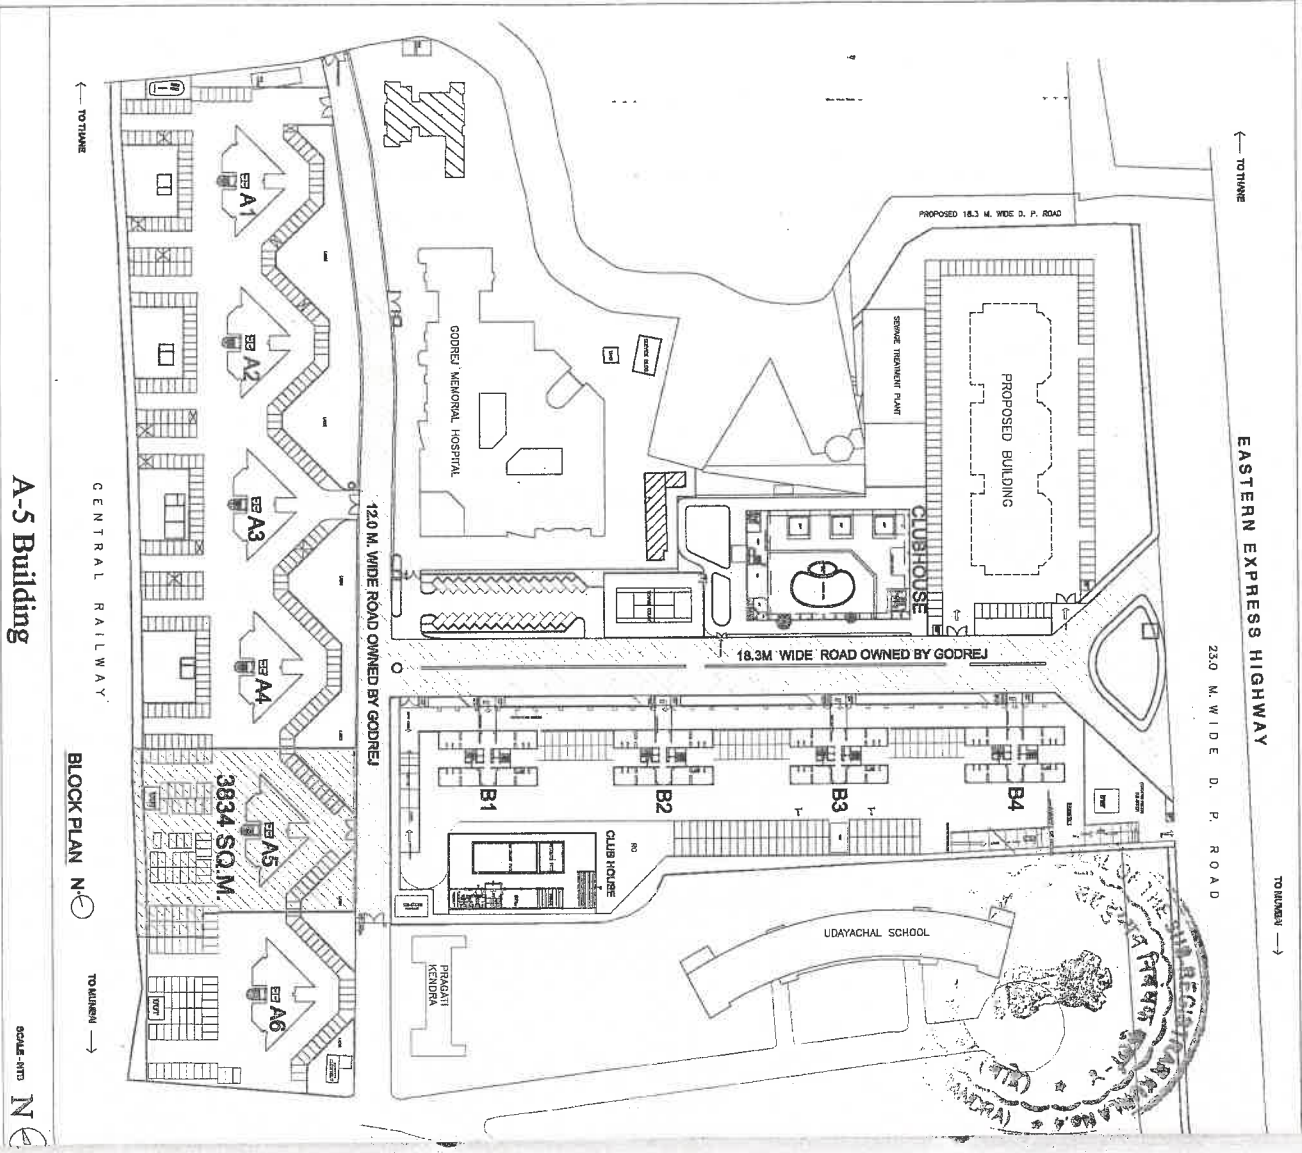 ← TO THANE
← TO THANE
PROPOSED 18.3 M. WIDE D. P. ROAD
EASTERN EXPRESS HIGHWAY
23.0 M. WIDE D. P. ROAD
TO MUMBAI →
PROPOSED BUILDING
SEWAGE TREATMENT PLANT
GODREJ MEMORIAL HOSPITAL
CLUBHOUSE
18.3M WIDE ROAD OWNED BY GODREJ
12.0 M. WIDE ROAD OWNED BY GODREJ
A1
A2
A3
A4
A5
A6
3834 SQ.M.
B1
B2
B3
B4
CLUB HOUSE
UDAYACHAL SCHOOL
PRAGATI
KENDRA
CENTRAL RAILWAY
BLOCK PLAN N
TO MUMBAI →
A-5 Building
SCALE - NTS
N